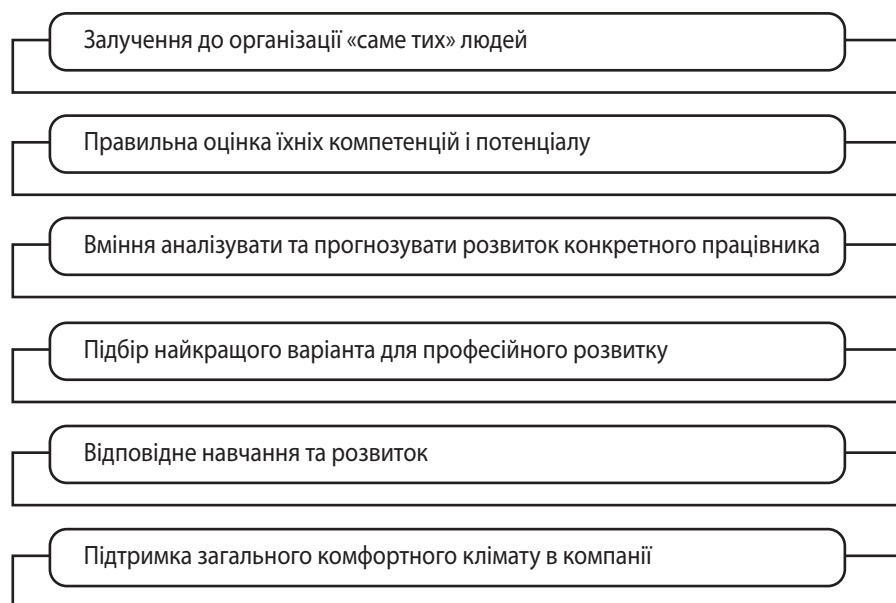 Залучення до організації «саме тих» людей
Правильна оцінка їхніх компетенцій і потенціалу
Вміння аналізувати та прогнозувати розвиток конкретного працівника
Підбір найкращого варіанта для професійного розвитку
Відповідне навчання та розвиток
Підтримка загального комфортного клімату в компанії